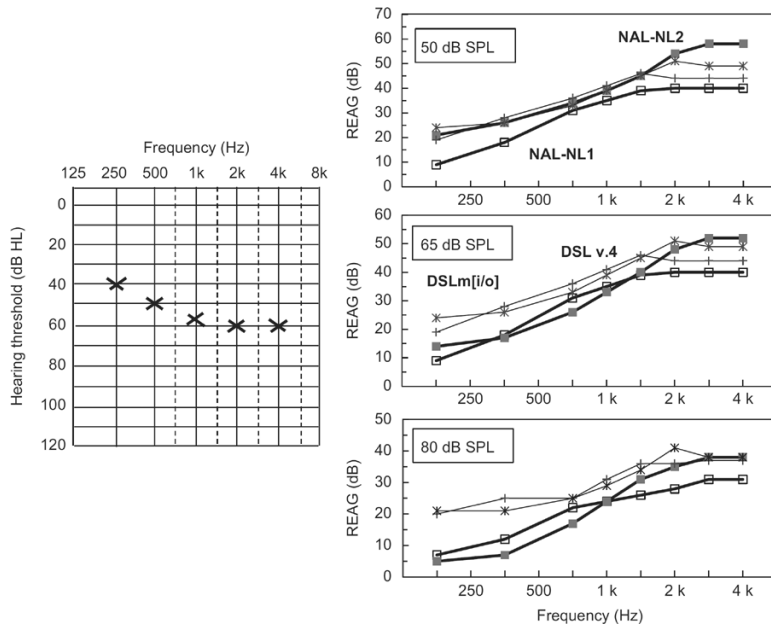 Frequency (Hz)
125 250 500 1k 2k 4k 8k
Hearing threshold (dB HL)
0
20
40
60
80
100
120
50 dB SPL
NAL-NL2
NAL-NL1
REAG (dB)
70
60
50
40
30
20
10
0
250 500 1 k 2 k 4 k
65 dB SPL
DSL v.4
DSLm[i/o]
REAG (dB)
60
50
40
30
20
10
0
250 500 1 k 2 k 4 k
80 dB SPL
REAG (dB)
50
40
30
20
10
0
250 500 1 k 2 k 4 k
Frequency (Hz)